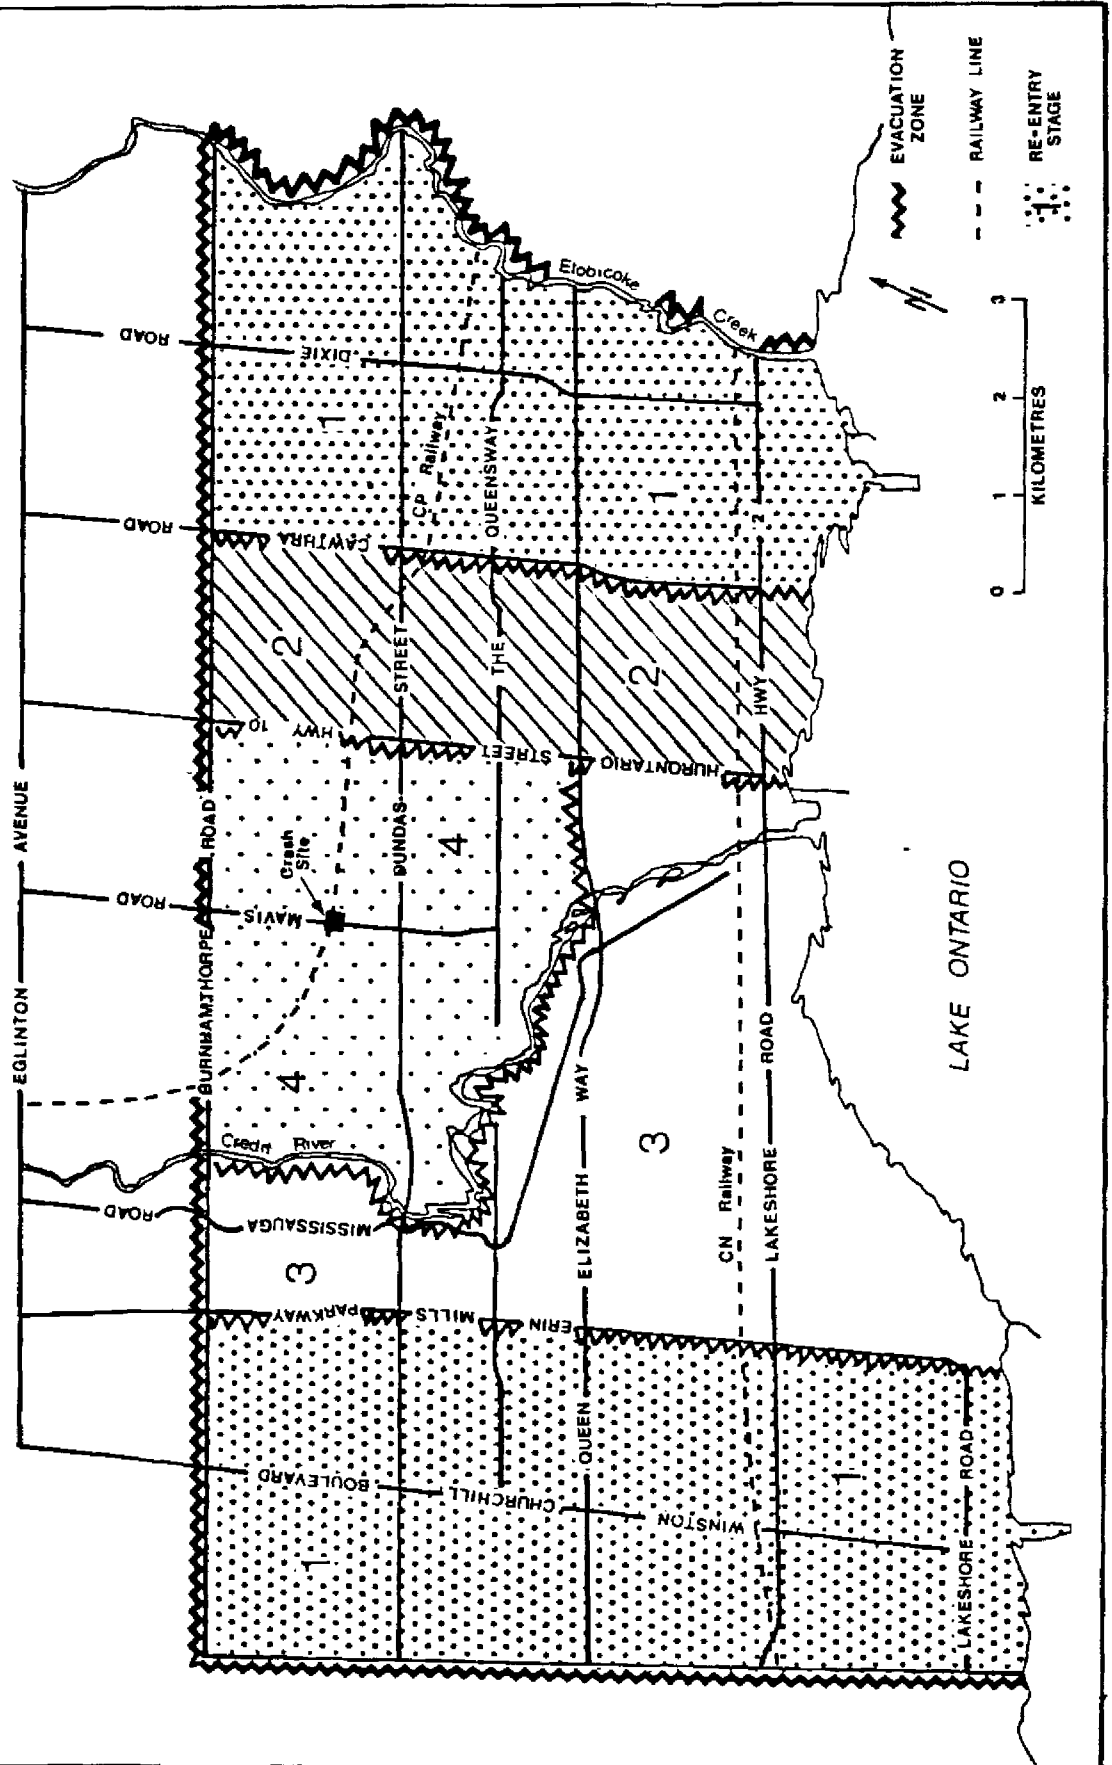 EGLINTON AVENUE
BURNHAMTHORPE ROAD
ROAD
DIXIE
ROAD
CAWTHRA
HWY 10
HURONTARIO STREET
ROAD
MAVIS
Crash
Site
Credit River
ROAD
MISSISSAUGA
ERIN MILLS PARKWAY
WINSTON CHURCHILL BOULEVARD
DUNDAS STREET
CP Railway
THE QUEENSWAY
QUEEN ELIZABETH WAY
CN Railway
LAKESHORE ROAD
HWY 2
LAKESHORE ROAD
Etobicoke Creek
1
1
2
2
4
4
3
3
1
1
LAKE ONTARIO
N
0 1 2 3
KILOMETRES
EVACUATION
ZONE
RAILWAY LINE
1
RE-ENTRY
STAGE